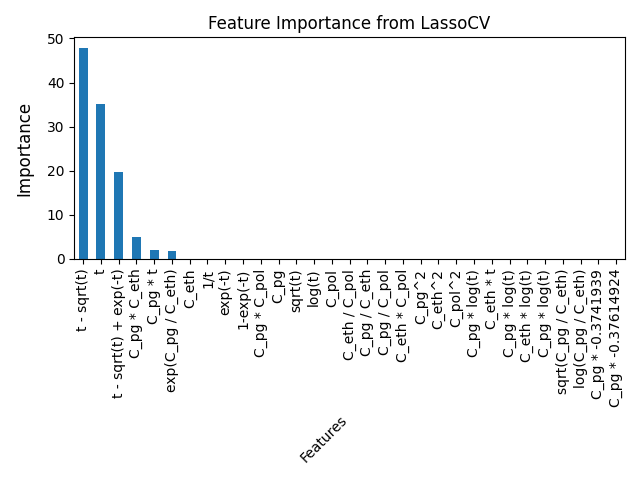 Feature Importance from LassoCV
50
40
30
20
10
0
Importance
t - sqrt(t)
t
t - sqrt(t) + exp(-t)
C_pg * C_eth
C_pg * t
exp(C_pg / C_eth)
C_eth
1/t
exp(-t)
1-exp(-t)
C_pg * C_pol
C_pg
sqrt(t)
log(t)
C_pol
C_eth / C_pol
C_pg / C_eth
C_pg / C_pol
C_eth * C_pol
C_pg^2
C_eth^2
C_pol^2
C_pg * log(t)
C_eth * t
C_pg * log(t)
C_eth * log(t)
C_pg * log(t)
sqrt(C_pg / C_eth)
log(C_pg / C_eth)
C_pg * -0.3741939
C_pg * -0.37614924
Features